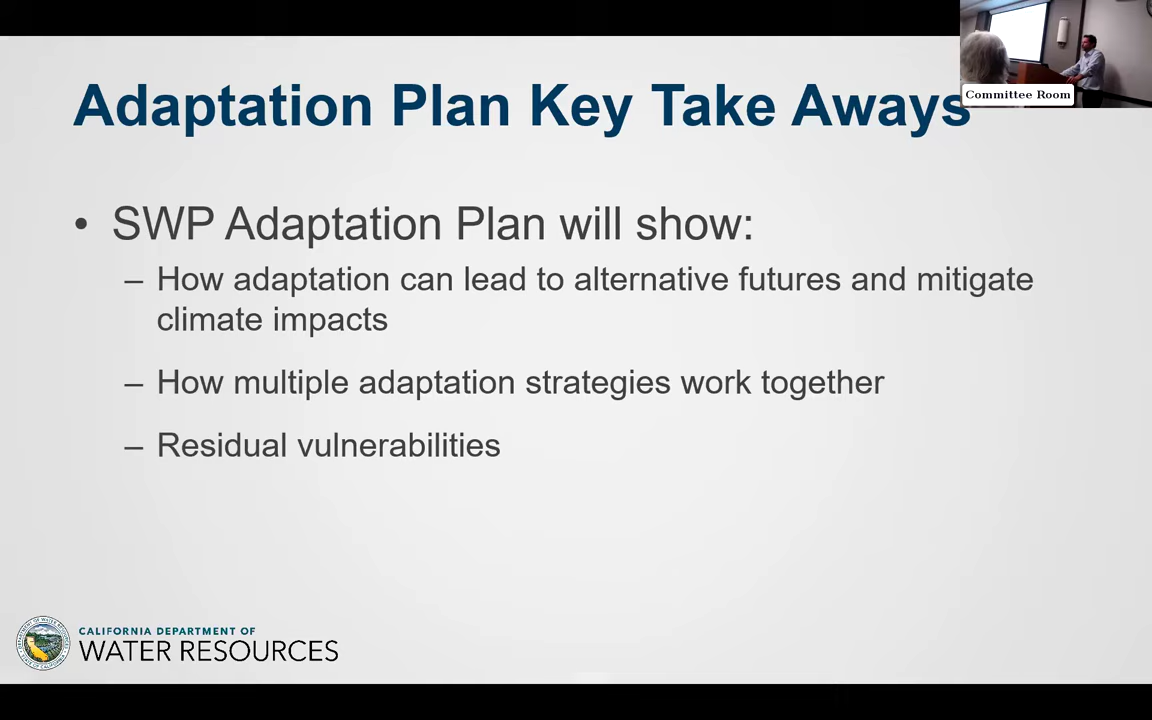 Adaptation Plan Key Take Aways
Committee Room
• SWP Adaptation Plan will show:
– How adaptation can lead to alternative futures and mitigate
climate impacts
– How multiple adaptation strategies work together
– Residual vulnerabilities
CALIFORNIA DEPARTMENT OF
WATER RESOURCES